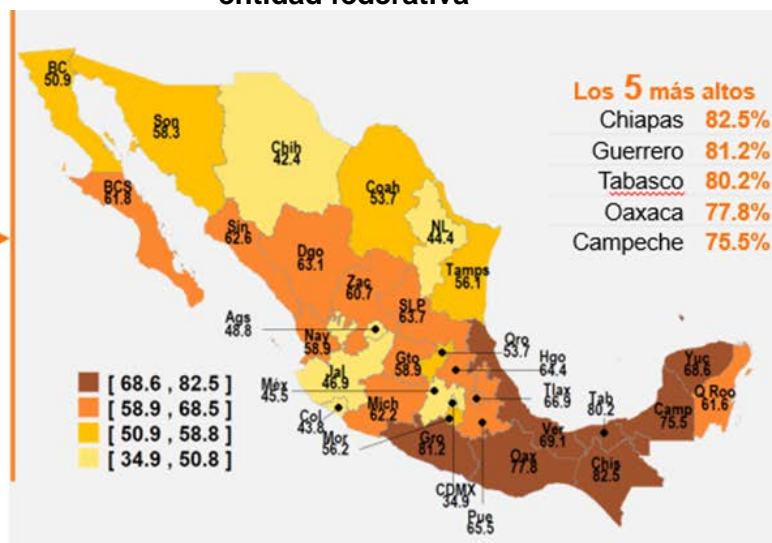 entidad federativa
Los 5 más altos
Chiapas 82.5%
Guerrero 81.2%
Tabasco 80.2%
Oaxaca 77.8%
Campeche 75.5%
BC
50.9
Son
58.3
Chih
42.4
Coah
53.7
BCS
61.8
Sin
62.6
Dgo
63.1
NL
44.4
Tamps
56.1
Zac
60.7
SLP
63.7
Ags
48.8
Nay
58.9
Gto
58.9
Qro
53.7
Hgo
64.4
Jal
46.9
Méx
45.5
Tlax
66.9
Col
43.8
Mich
62.2
Mor
56.2
Gro
81.2
CDMX
34.9
Pue
65.5
Oax
77.8
Ver
69.1
Tab
80.2
Chis
82.5
Camp
75.5
Yuc
68.6
Q Roo
61.6
[ 68.6 , 82.5 ]
[ 58.9 , 68.5 ]
[ 50.9 , 58.8 ]
[ 34.9 , 50.8 ]